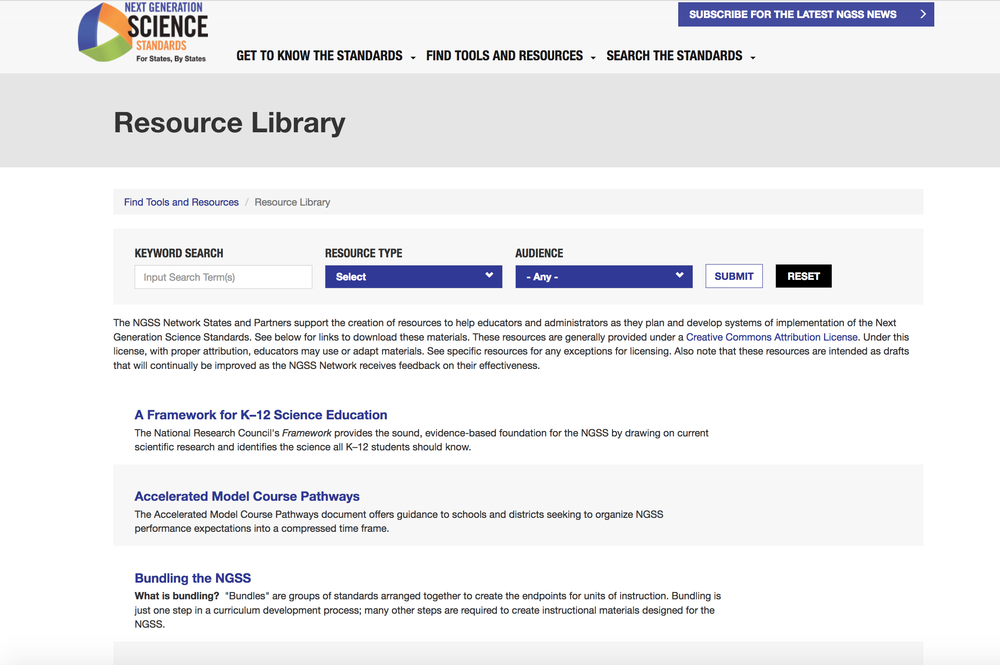 NEXT GENERATION
SCIENCE
STANDARDS
For States, By States
SUBSCRIBE FOR THE LATEST NGSS NEWS
GET TO KNOW THE STANDARDS
FIND TOOLS AND RESOURCES
SEARCH THE STANDARDS
Resource Library
Find Tools and Resources / Resource Library
KEYWORD SEARCH
RESOURCE TYPE
AUDIENCE
Input Search Term(s)
Select
- Any -
SUBMIT
RESET
The NGSS Network States and Partners support the creation of resources to help educators and administrators as they plan and develop systems of implementation of the Next
Generation Science Standards. See below for links to download these materials. These resources are generally provided under a Creative Commons Attribution License. Under this
license, with proper attribution, educators may use or adapt materials. See specific resources for any exceptions for licensing. Also note that these resources are intended as drafts
that will continually be improved as the NGSS Network receives feedback on their effectiveness.
A Framework for K–12 Science Education
The National Research Council's Framework provides the sound, evidence-based foundation for the NGSS by drawing on current
scientific research and identifies the science all K–12 students should know.
Accelerated Model Course Pathways
The Accelerated Model Course Pathways document offers guidance to schools and districts seeking to organize NGSS
performance expectations into a compressed time frame.
Bundling the NGSS
What is bundling? "Bundles" are groups of standards arranged together to create the endpoints for units of instruction. Bundling is
just one step in a curriculum development process; many other steps are required to create instructional materials designed for the
NGSS.